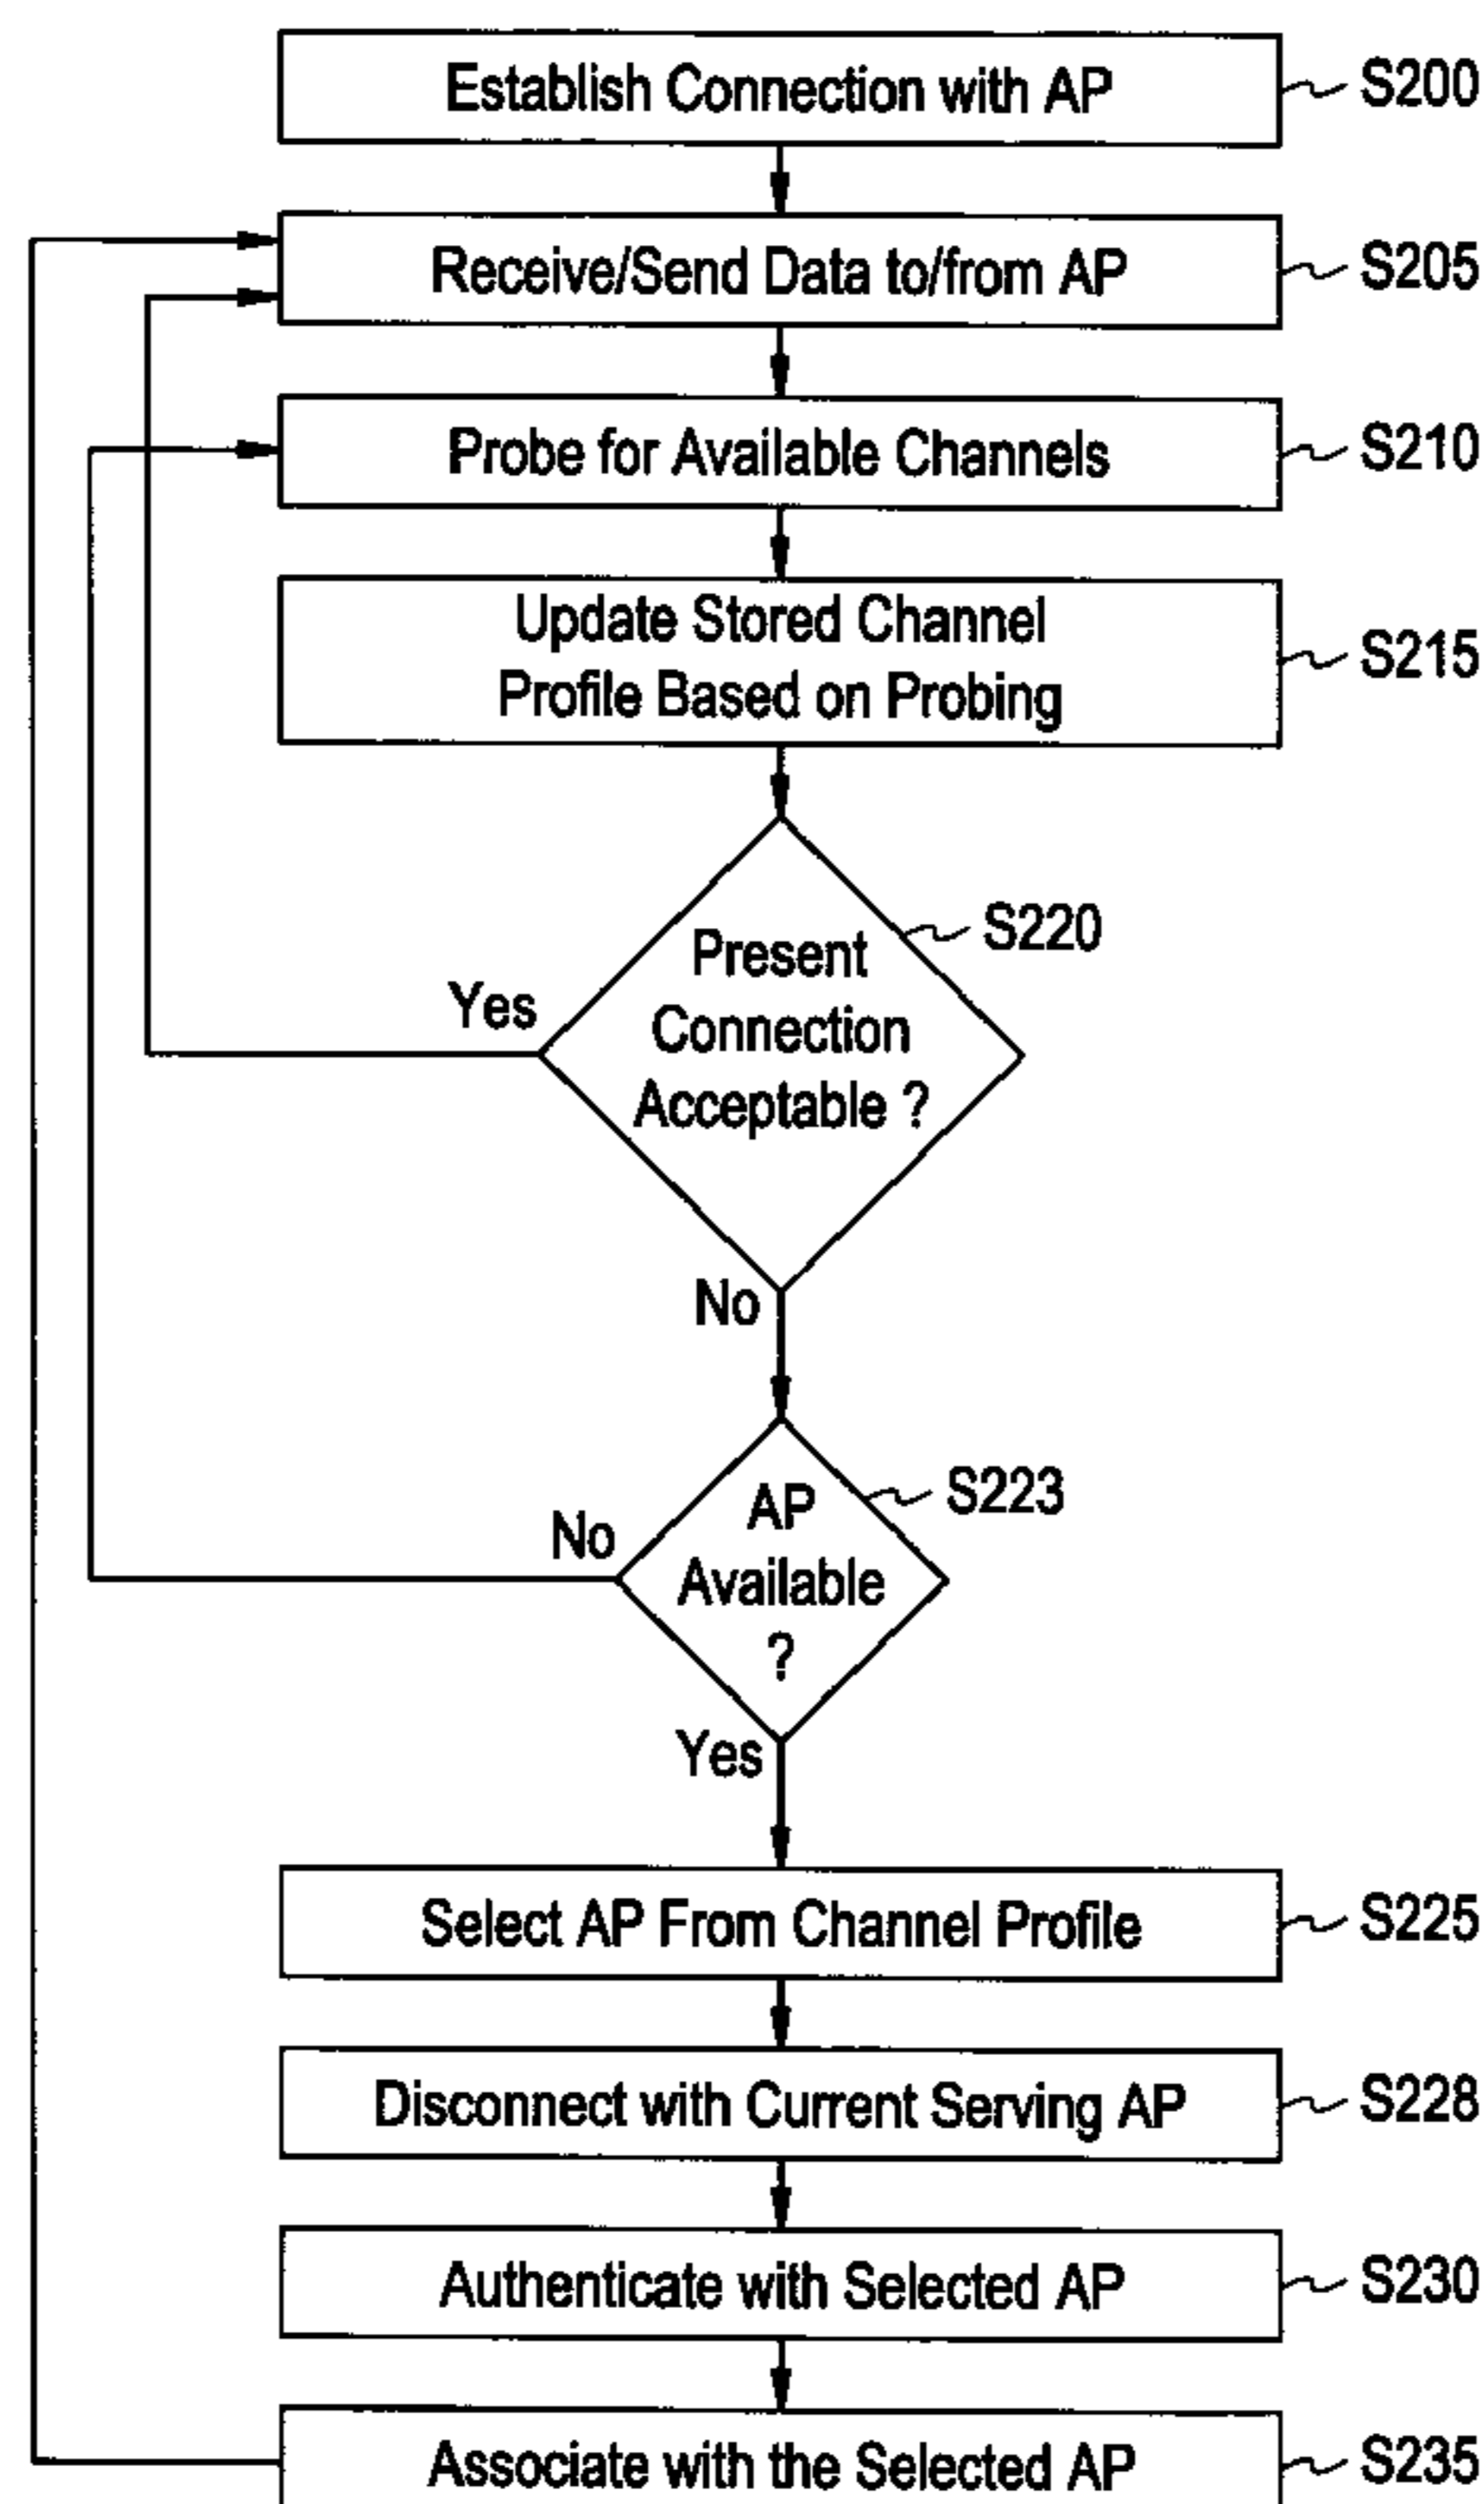 Establish Connection with AP
S200
Receive/Send Data to/from AP
S205
Probe for Available Channels
S210
Update Stored Channel
Profile Based on Probing
S215
Present
Connection
Acceptable ?
S220
Yes
No
AP
Available
?
S223
No
Yes
Select AP From Channel Profile
S225
Disconnect with Current Serving AP
S228
Authenticate with Selected AP
S230
Associate with the Selected AP
S235